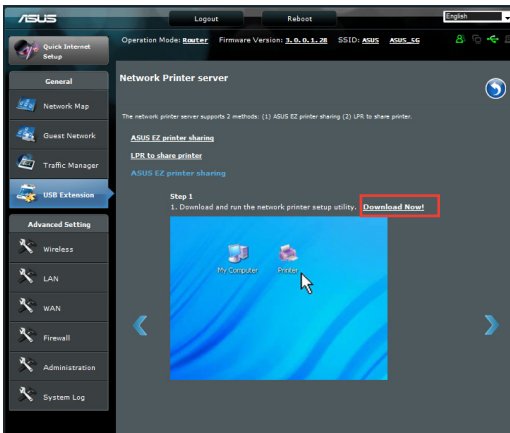 ASUS
Logout
Reboot
English
Operation Mode: Router Firmware Version: 3.0.0.1.28 SSID: ASUS ASUS_5G
Quick Internet
Setup
General
Network Map
Guest Network
Traffic Manager
USB Extension
Advanced Setting
Wireless
LAN
WAN
Firewall
Administration
System Log
Network Printer server
The network printer server supports 2 methods: (1) ASUS EZ printer sharing (2) LPR to share printer.
ASUS EZ printer sharing
LPR to share printer
ASUS EZ printer sharing
Step 1
1. Download and run the network printer setup utility. Download Now!
My Computer
Printer